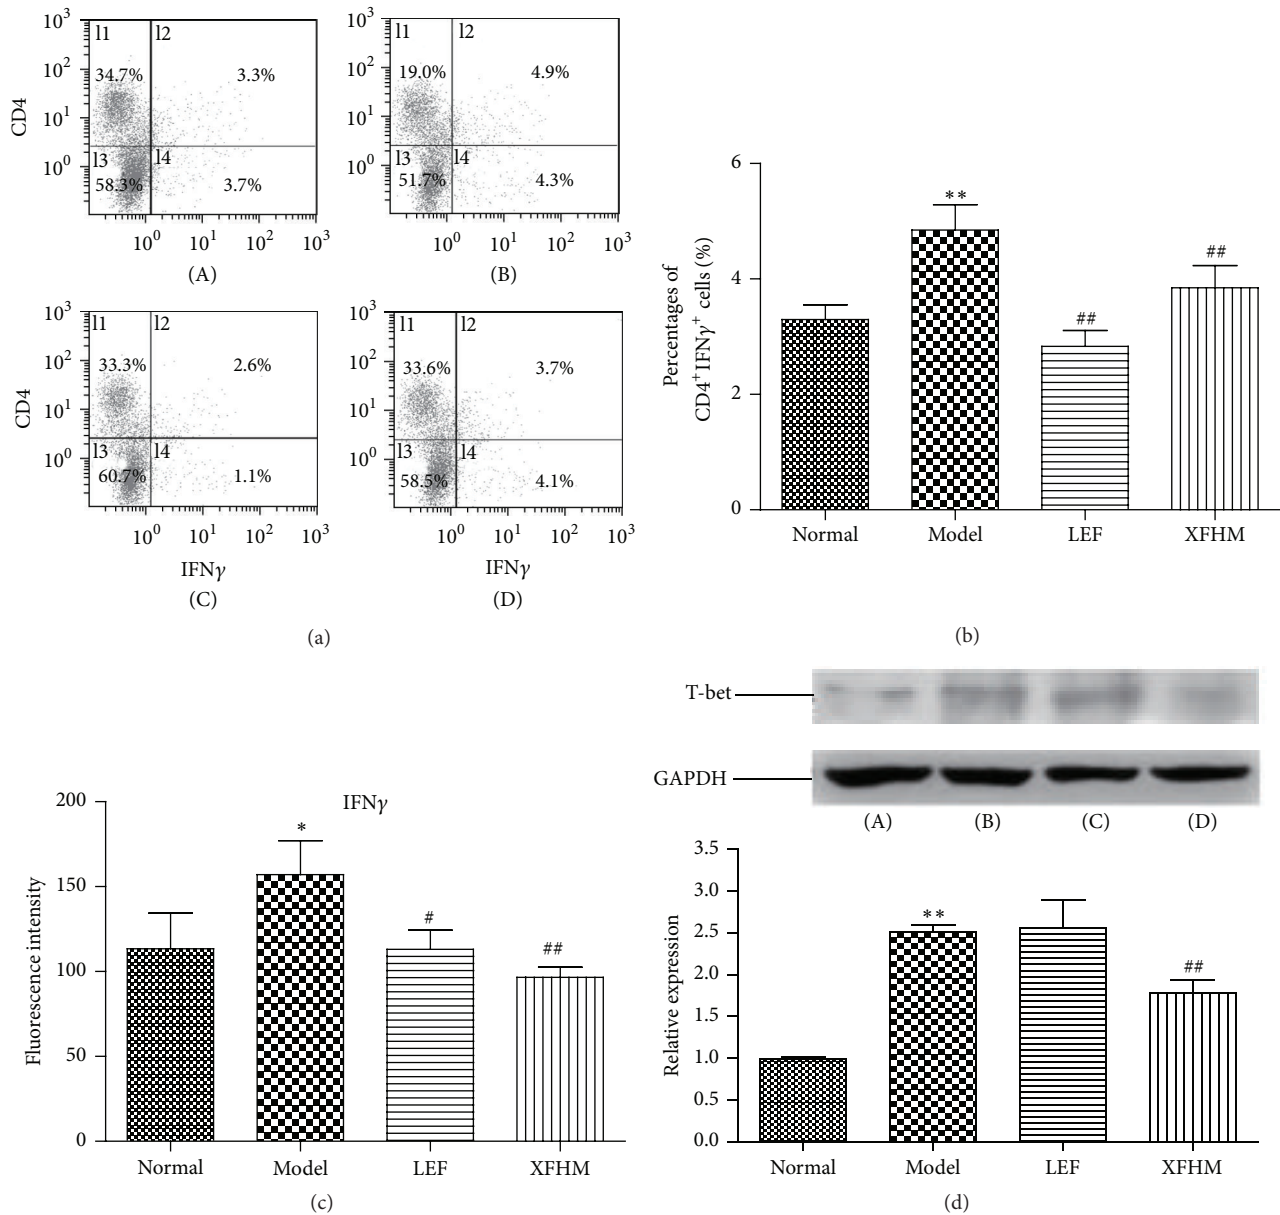 10³
10²
10¹
10⁰
CD4
l1
l2
34.7%
3.3%
l3
l4
58.3%
3.7%
10⁰ 10¹ 10² 10³
(A)
10³
10²
10¹
10⁰
l1
l2
19.0%
4.9%
l3
l4
51.7%
4.3%
10⁰ 10¹ 10² 10³
(B)
10³
10²
10¹
10⁰
CD4
l1
l2
33.3%
2.6%
l3
l4
60.7%
1.1%
10⁰ 10¹ 10² 10³
IFNγ
(C)
10³
10²
10¹
10⁰
l1
l2
33.6%
3.7%
l3
l4
58.5%
4.1%
10⁰ 10¹ 10² 10³
IFNγ
(D)
(a)
Percentages of
CD4⁺IFNγ⁺ cells (%)
6
4
2
0
**
##
##
Normal Model LEF XFHM
(b)
IFNγ
Fluorescence intensity
200
150
100
50
0
*
#
##
Normal Model LEF XFHM
(c)
T-bet
GAPDH
(A) (B) (C) (D)
Relative expression
3.5
3.0
2.5
2.0
1.5
1.0
0.5
0.0
**
##
Normal Model LEF XFHM
(d)